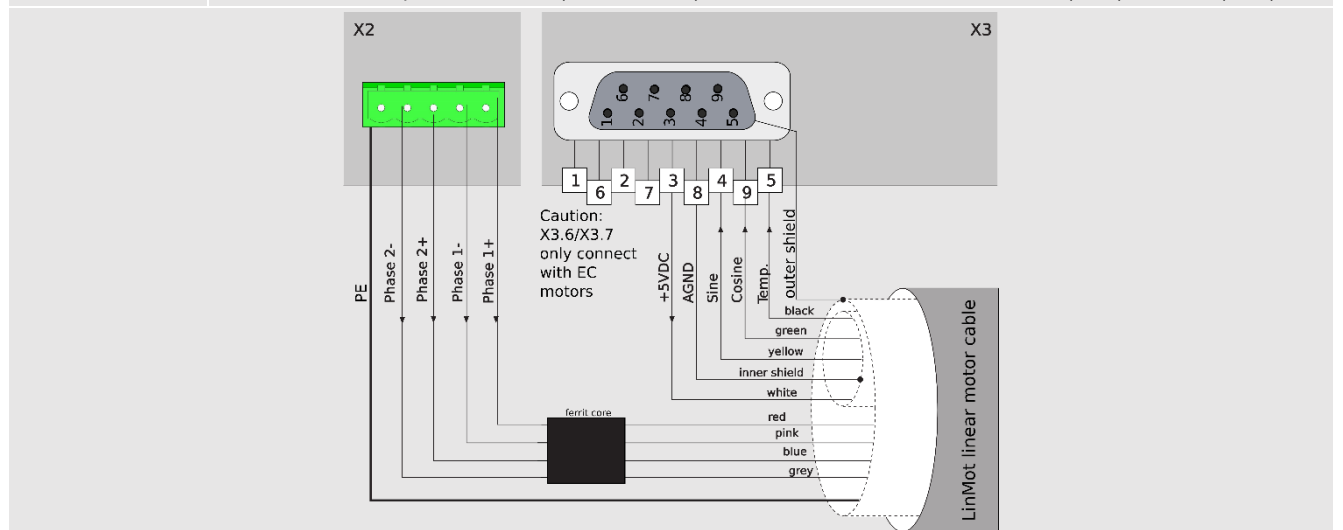 X2
X3
6 7 8 9
1 2 3 4 5
1 2 3 4 5
6 7 8 9
Caution:
X3.6/X3.7
only connect
with EC
motors
PE
Phase 2-
Phase 2+
Phase 1-
Phase 1+
+5VDC
AGND
Sine
Cosine
Temp.
outer shield
black
green
yellow
inner shield
white
ferrit core
red
pink
blue
grey
LinMot linear motor cable